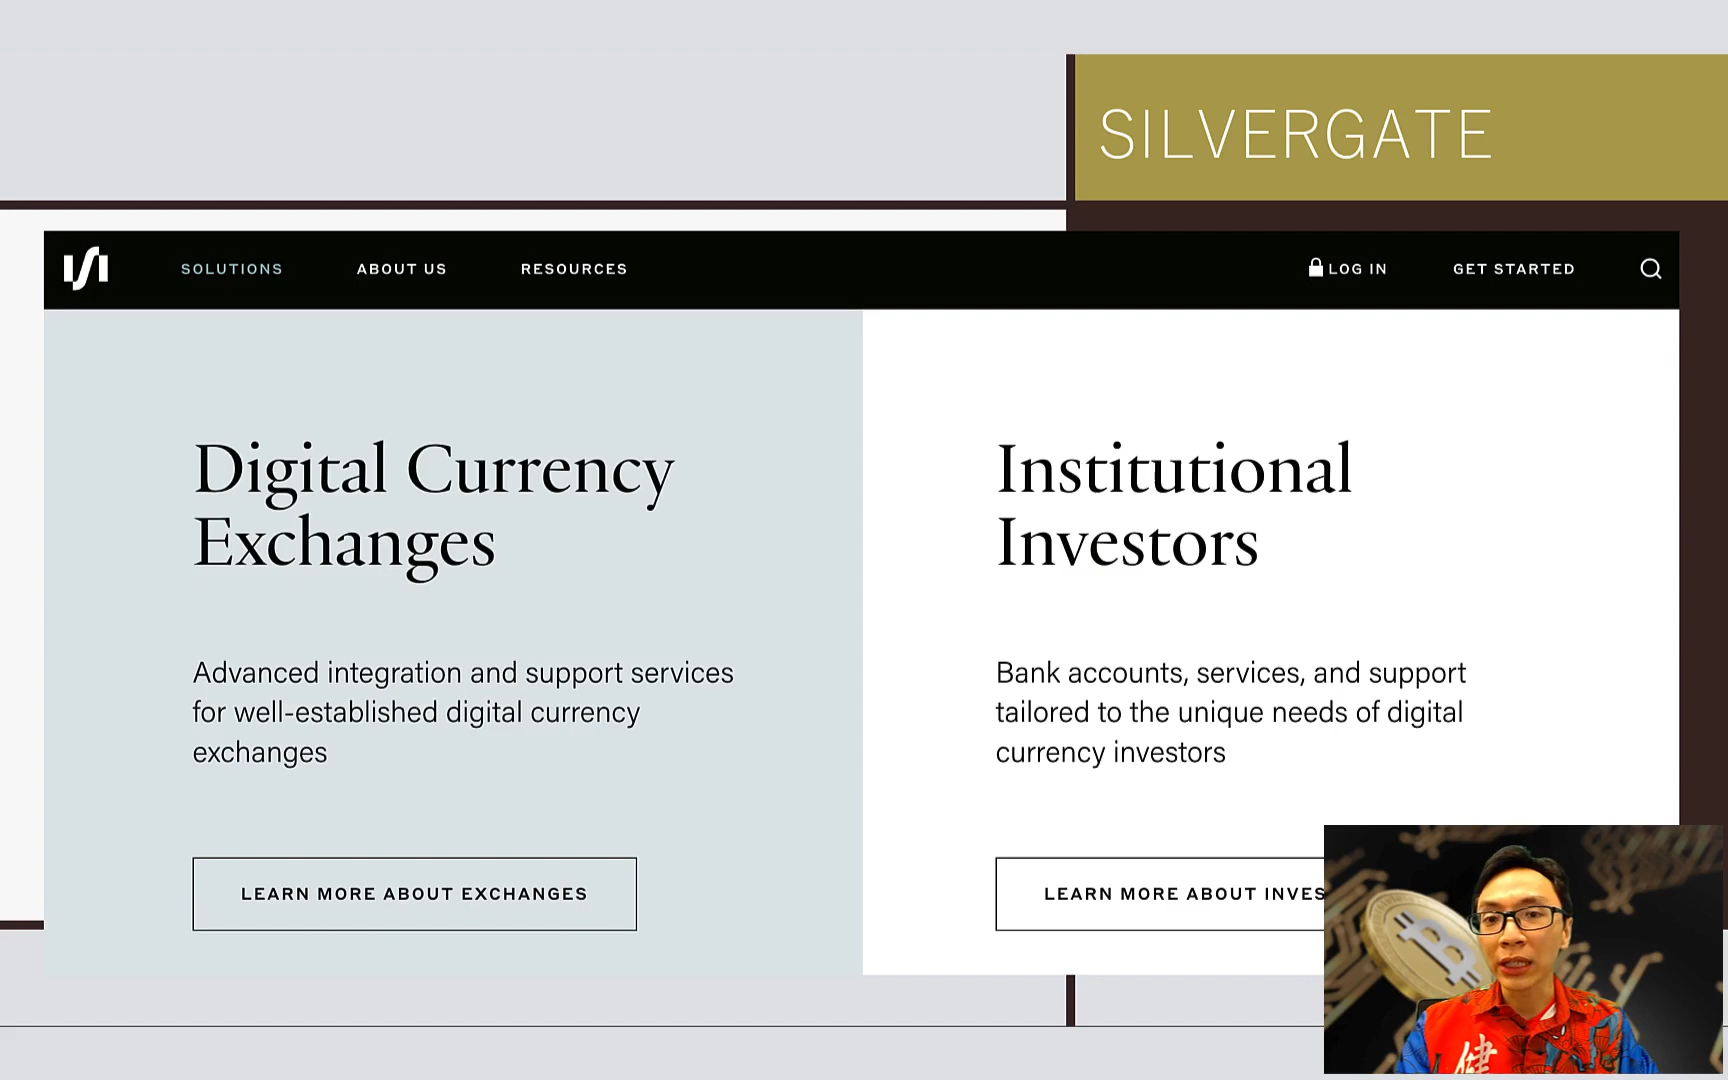 SILVERGATE
SOLUTIONS
ABOUT US
RESOURCES
LOG IN
GET STARTED
Digital Currency
Exchanges
Advanced integration and support services
for well-established digital currency
exchanges
LEARN MORE ABOUT EXCHANGES
Institutional
Investors
Bank accounts, services, and support
tailored to the unique needs of digital
currency investors
LEARN MORE ABOUT INVES
健